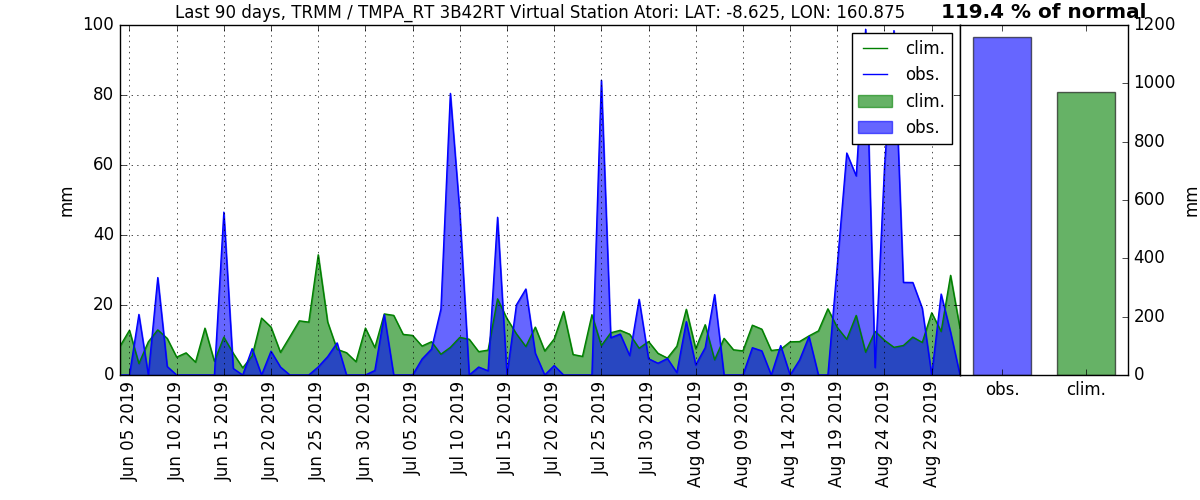 Last 90 days, TRMM / TMPA_RT 3B42RT Virtual Station Atori: LAT: -8.625, LON: 160.875
119.4 % of normal
100
80
60
40
20
0
mm
clim.
obs.
clim.
obs.
1200
1000
800
600
400
200
0
mm
Jun 05 2019
Jun 10 2019
Jun 15 2019
Jun 20 2019
Jun 25 2019
Jun 30 2019
Jul 05 2019
Jul 10 2019
Jul 15 2019
Jul 20 2019
Jul 25 2019
Jul 30 2019
Aug 04 2019
Aug 09 2019
Aug 14 2019
Aug 19 2019
Aug 24 2019
Aug 29 2019
obs.
clim.